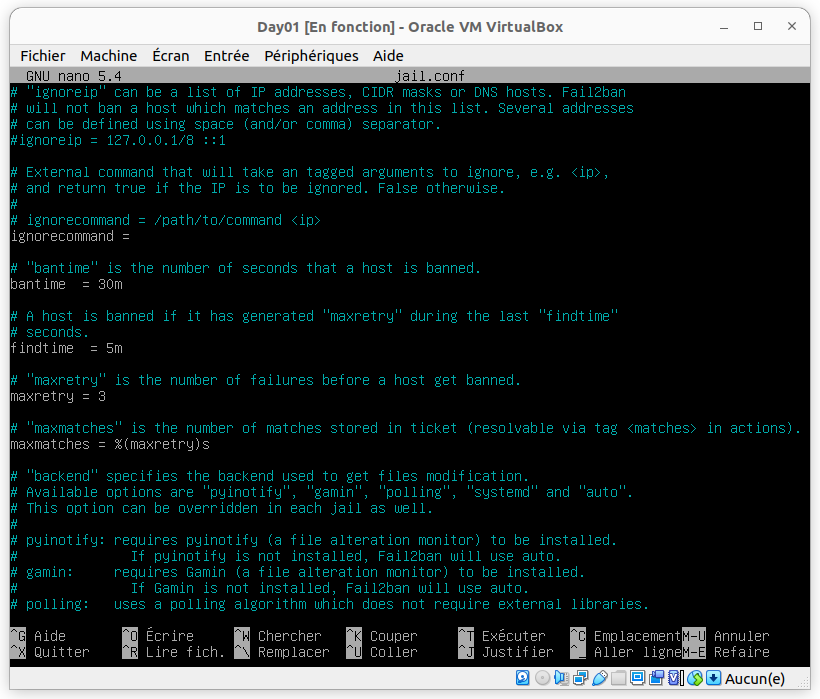 Day01 [En fonction] - Oracle VM VirtualBox
Fichier Machine Écran Entrée Périphériques Aide
GNU nano 5.4 jail.conf
# "ignoreip" can be a list of IP addresses, CIDR masks or DNS hosts. Fail2ban
# will not ban a host which matches an address in this list. Several addresses
# can be defined using space (and/or comma) separator.
#ignoreip = 127.0.0.1/8 ::1
# External command that will take an tagged arguments to ignore, e.g. <ip>,
# and return true if the IP is to be ignored. False otherwise.
#
# ignorecommand = /path/to/command <ip>
ignorecommand =
# "bantime" is the number of seconds that a host is banned.
bantime  = 30m
# A host is banned if it has generated "maxretry" during the last "findtime"
# seconds.
findtime  = 5m
# "maxretry" is the number of failures before a host get banned.
maxretry = 3
# "maxmatches" is the number of matches stored in ticket (resolvable via tag <matches> in actions).
maxmatches = %(maxretry)s
# "backend" specifies the backend used to get files modification.
# Available options are "pyinotify", "gamin", "polling", "systemd" and "auto".
# This option can be overridden in each jail as well.
#
# pyinotify: requires pyinotify (a file alteration monitor) to be installed.
#              If pyinotify is not installed, Fail2ban will use auto.
# gamin:     requires Gamin (a file alteration monitor) to be installed.
#              If Gamin is not installed, Fail2ban will use auto.
# polling:   uses a polling algorithm which does not require external libraries.
^G Aide ^O Écrire ^W Chercher ^K Couper ^T Exécuter ^C Emplacement M-U Annuler
^X Quitter ^R Lire fich. ^\ Remplacer ^U Coller ^J Justifier ^_ Aller ligne M-E Refaire
Aucun(e)